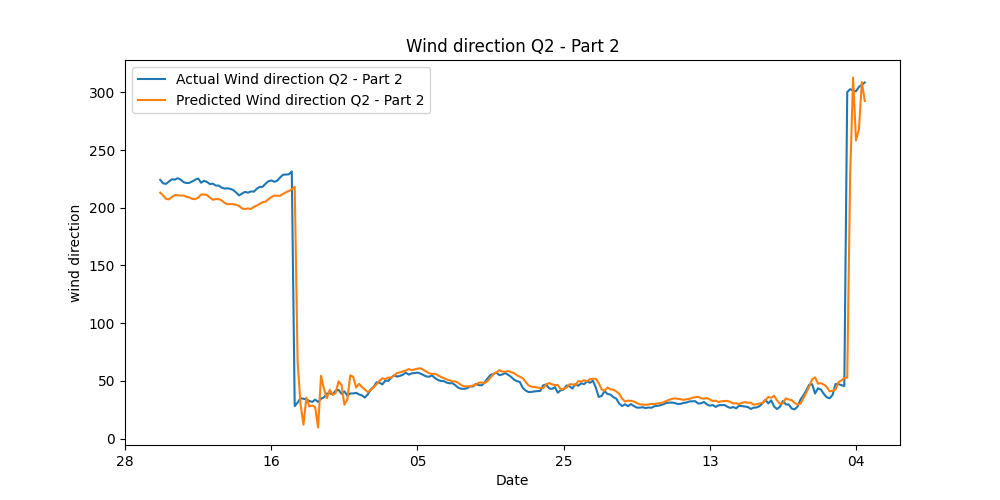 Wind direction Q2 - Part 2
Actual Wind direction Q2 - Part 2
Predicted Wind direction Q2 - Part 2
300
250
200
150
100
50
0
wind direction
28 16 05 25 13 04
Date